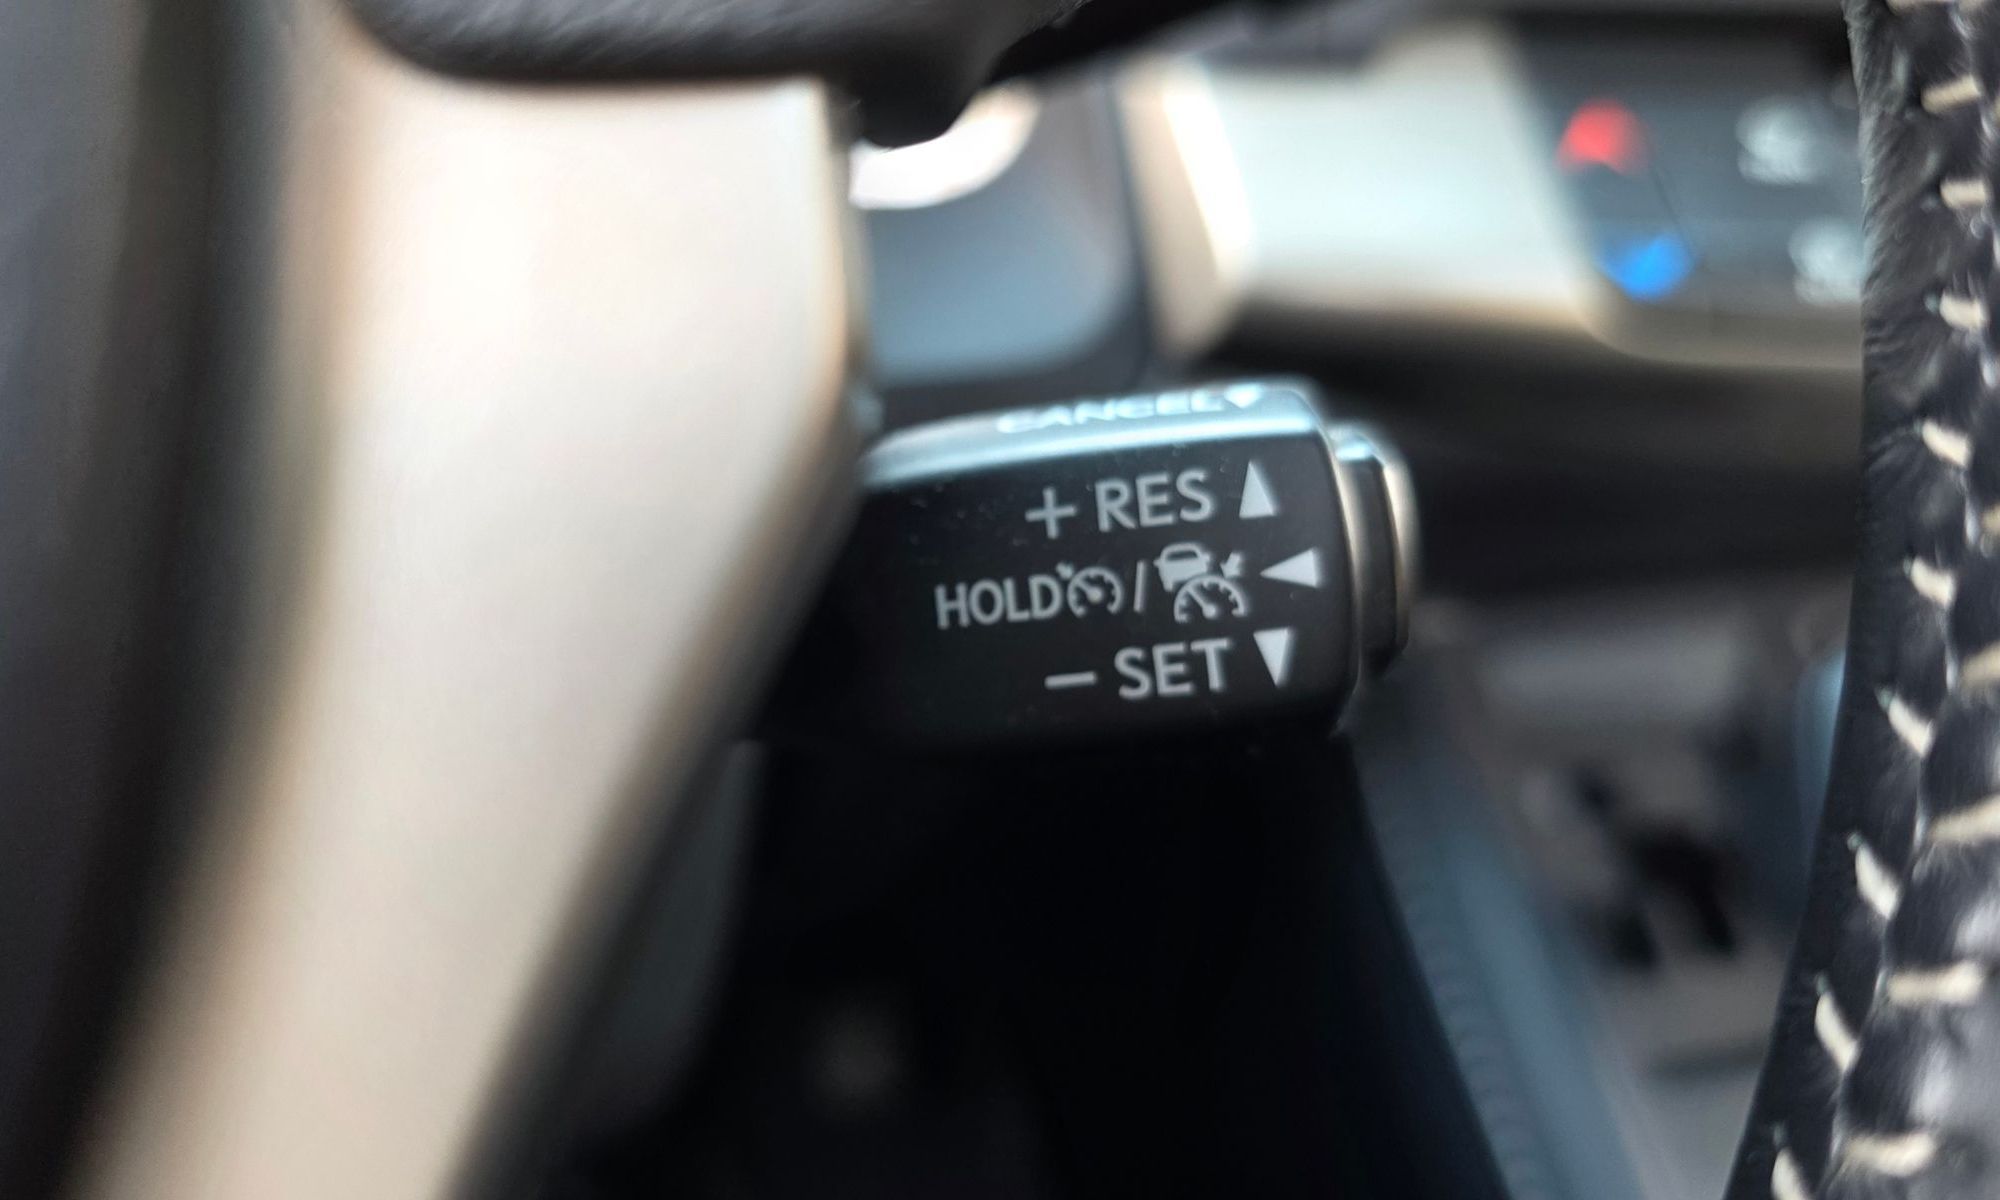 CANCEL▼
+ RES ▲
HOLD / ◀
− SET ▼